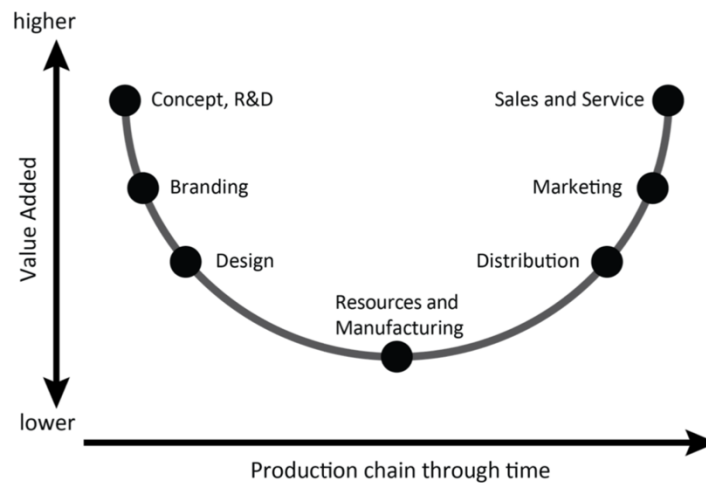 higher
Concept, R&D
Sales and Service
Branding
Marketing
Value Added
Design
Distribution
Resources and
Manufacturing
lower
Production chain through time